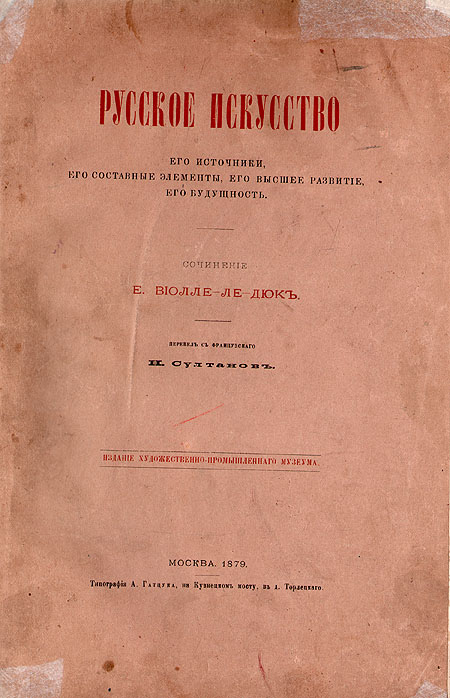 РУССКОЕ ИСКУССТВО
ЕГО ИСТОЧНИКИ,
ЕГО СОСТАВНЫЕ ЭЛЕМЕНТЫ, ЕГО ВЫСШЕЕ РАЗВИТІЕ,
ЕГО БУДУЩНОСТЬ.
СОЧИНЕНІЕ
Е. ВІОЛЛЕ-ЛЕ-ДЮКЪ.
ПЕРЕВЕЛЪ СЪ ФРАНЦУЗСКАГО
Н. Султановъ.
ИЗДАНІЕ ХУДОЖЕСТВЕННО-ПРОМЫШЛЕННАГО МУЗЕУМА.
МОСКВА. 1879.
Типографія А. Гатцука, на Кузнецкомъ мосту, въ д. Торлецкаго.